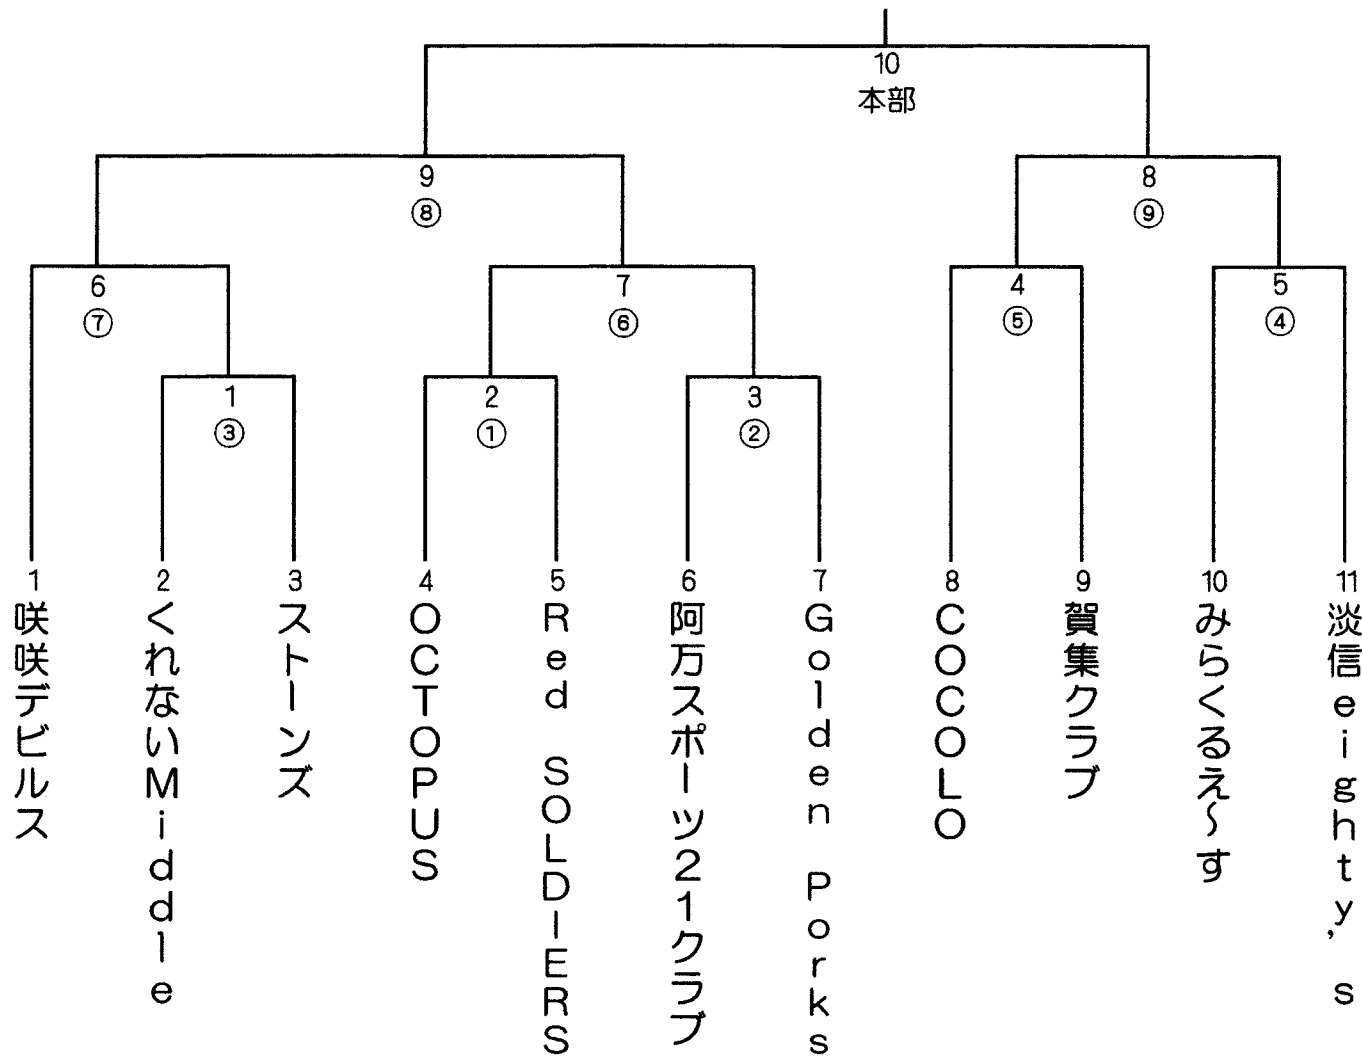 10
本部
9
⑧
8
⑨
6
⑦
7
⑥
4
⑤
5
④
1
③
2
①
3
②
1
咲咲デビルス
2
くれないMiddle
3
ストーンズ
4
OCTOPUS
5
Red SOLDIERS
6
阿万スポーツ21クラブ
7
Golden Porks
8
COCOLO
9
賀集クラブ
10
みらくるえ〜す
11
淡信eighty's